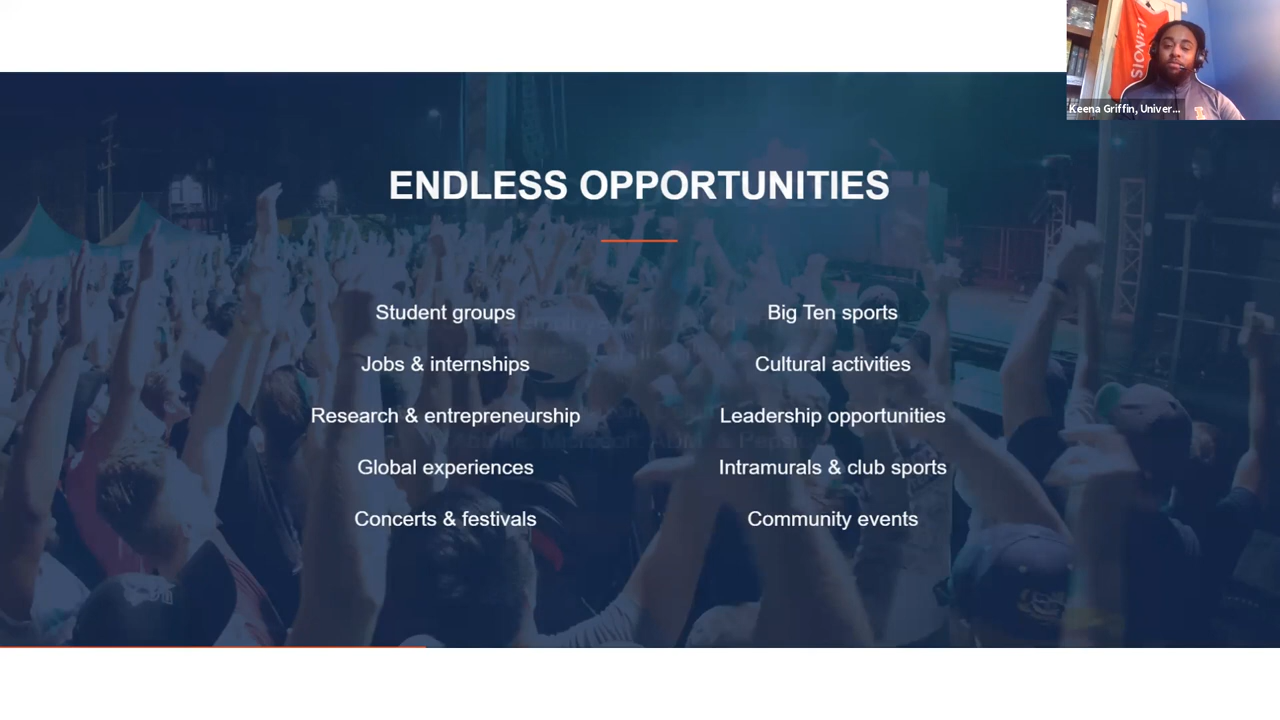 ILLINOIS
Keena Griffin, Univer...
ENDLESS OPPORTUNITIES
Student groups
Jobs & internships
Research & entrepreneurship
Global experiences
Concerts & festivals
Big Ten sports
Cultural activities
Leadership opportunities
Intramurals & club sports
Community events